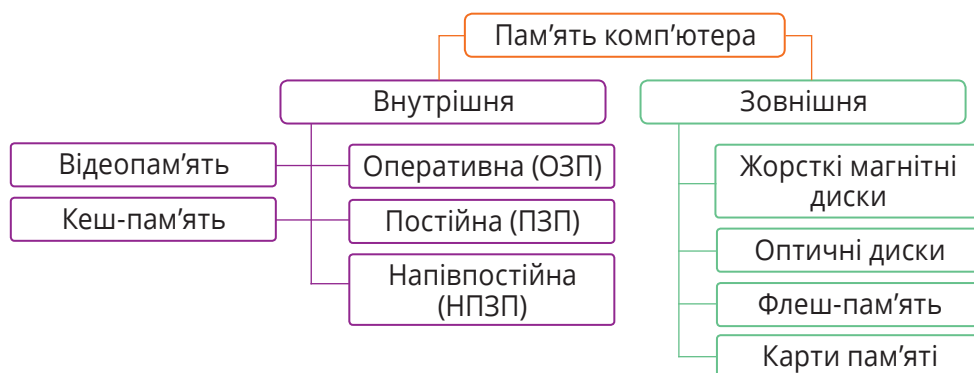 Пам’ять комп’ютера
Внутрішня
Зовнішня
Відеопам’ять
Кеш-пам’ять
Оперативна (ОЗП)
Постійна (ПЗП)
Напівпостійна
(НПЗП)
Жорсткі магнітні
диски
Оптичні диски
Флеш-пам’ять
Карти пам’яті